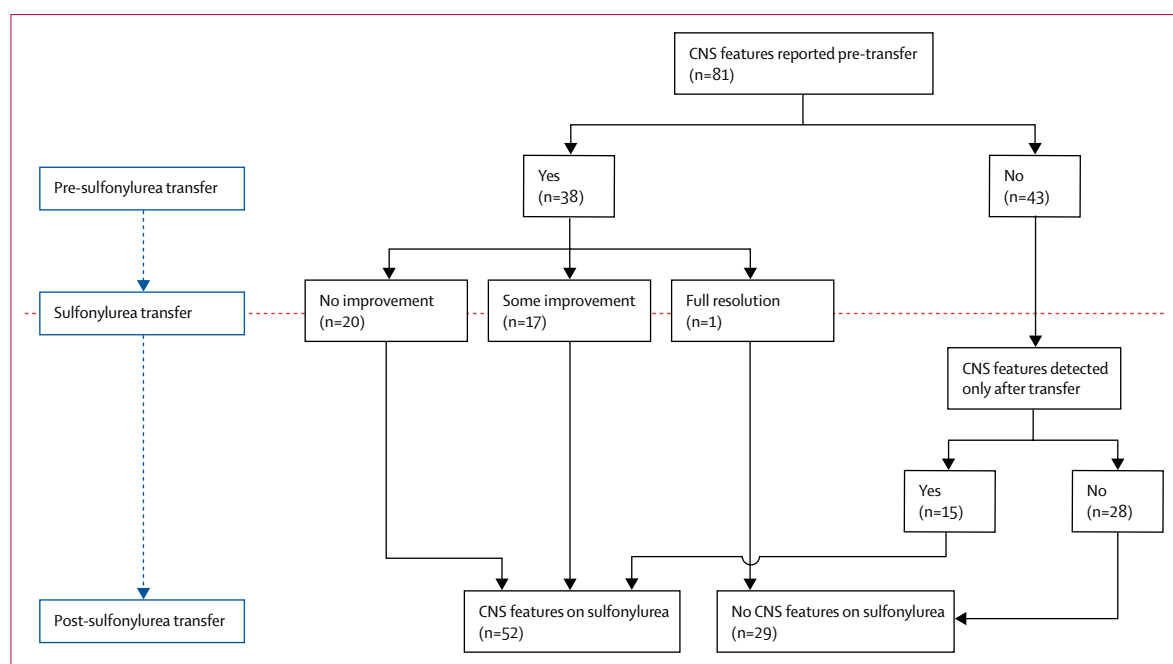 CNS features reported pre-transfer
(n=81)
Pre-sulfonylurea transfer
Yes
(n=38)
No
(n=43)
Sulfonylurea transfer
No improvement
(n=20)
Some improvement
(n=17)
Full resolution
(n=1)
CNS features detected
only after transfer
Yes
(n=15)
No
(n=28)
Post-sulfonylurea transfer
CNS features on sulfonylurea
(n=52)
No CNS features on sulfonylurea
(n=29)